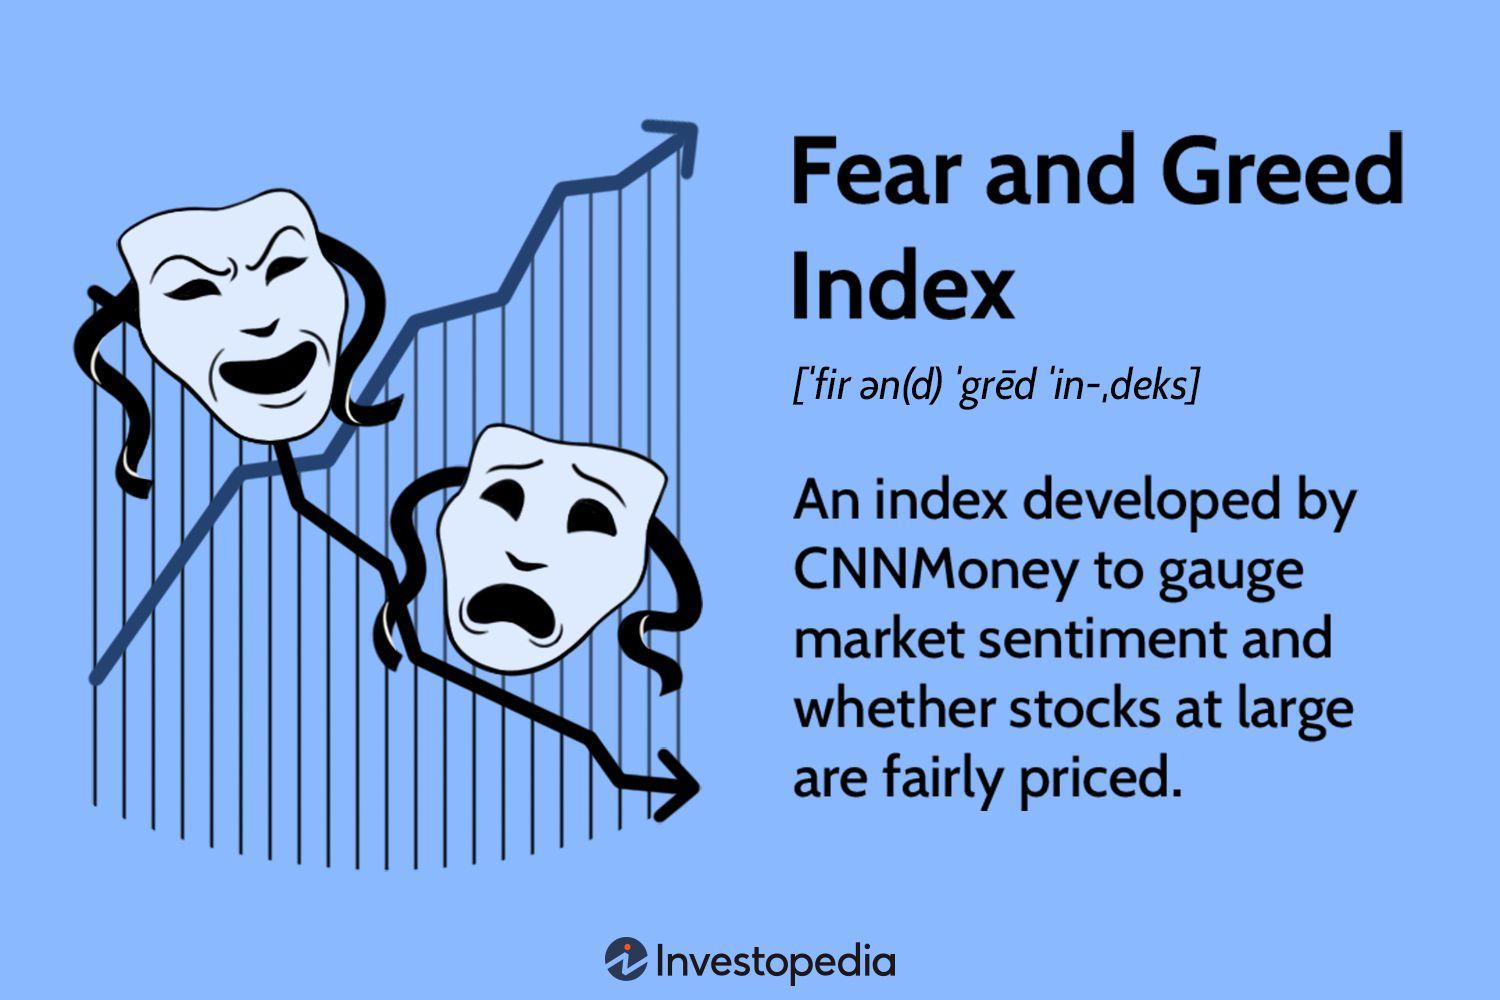 Fear and Greed
Index
[ˈfir ən(d) ˈgrēd ˈin-ˌdeks]
An index developed by
CNNMoney to gauge
market sentiment and
whether stocks at large
are fairly priced.
Investopedia